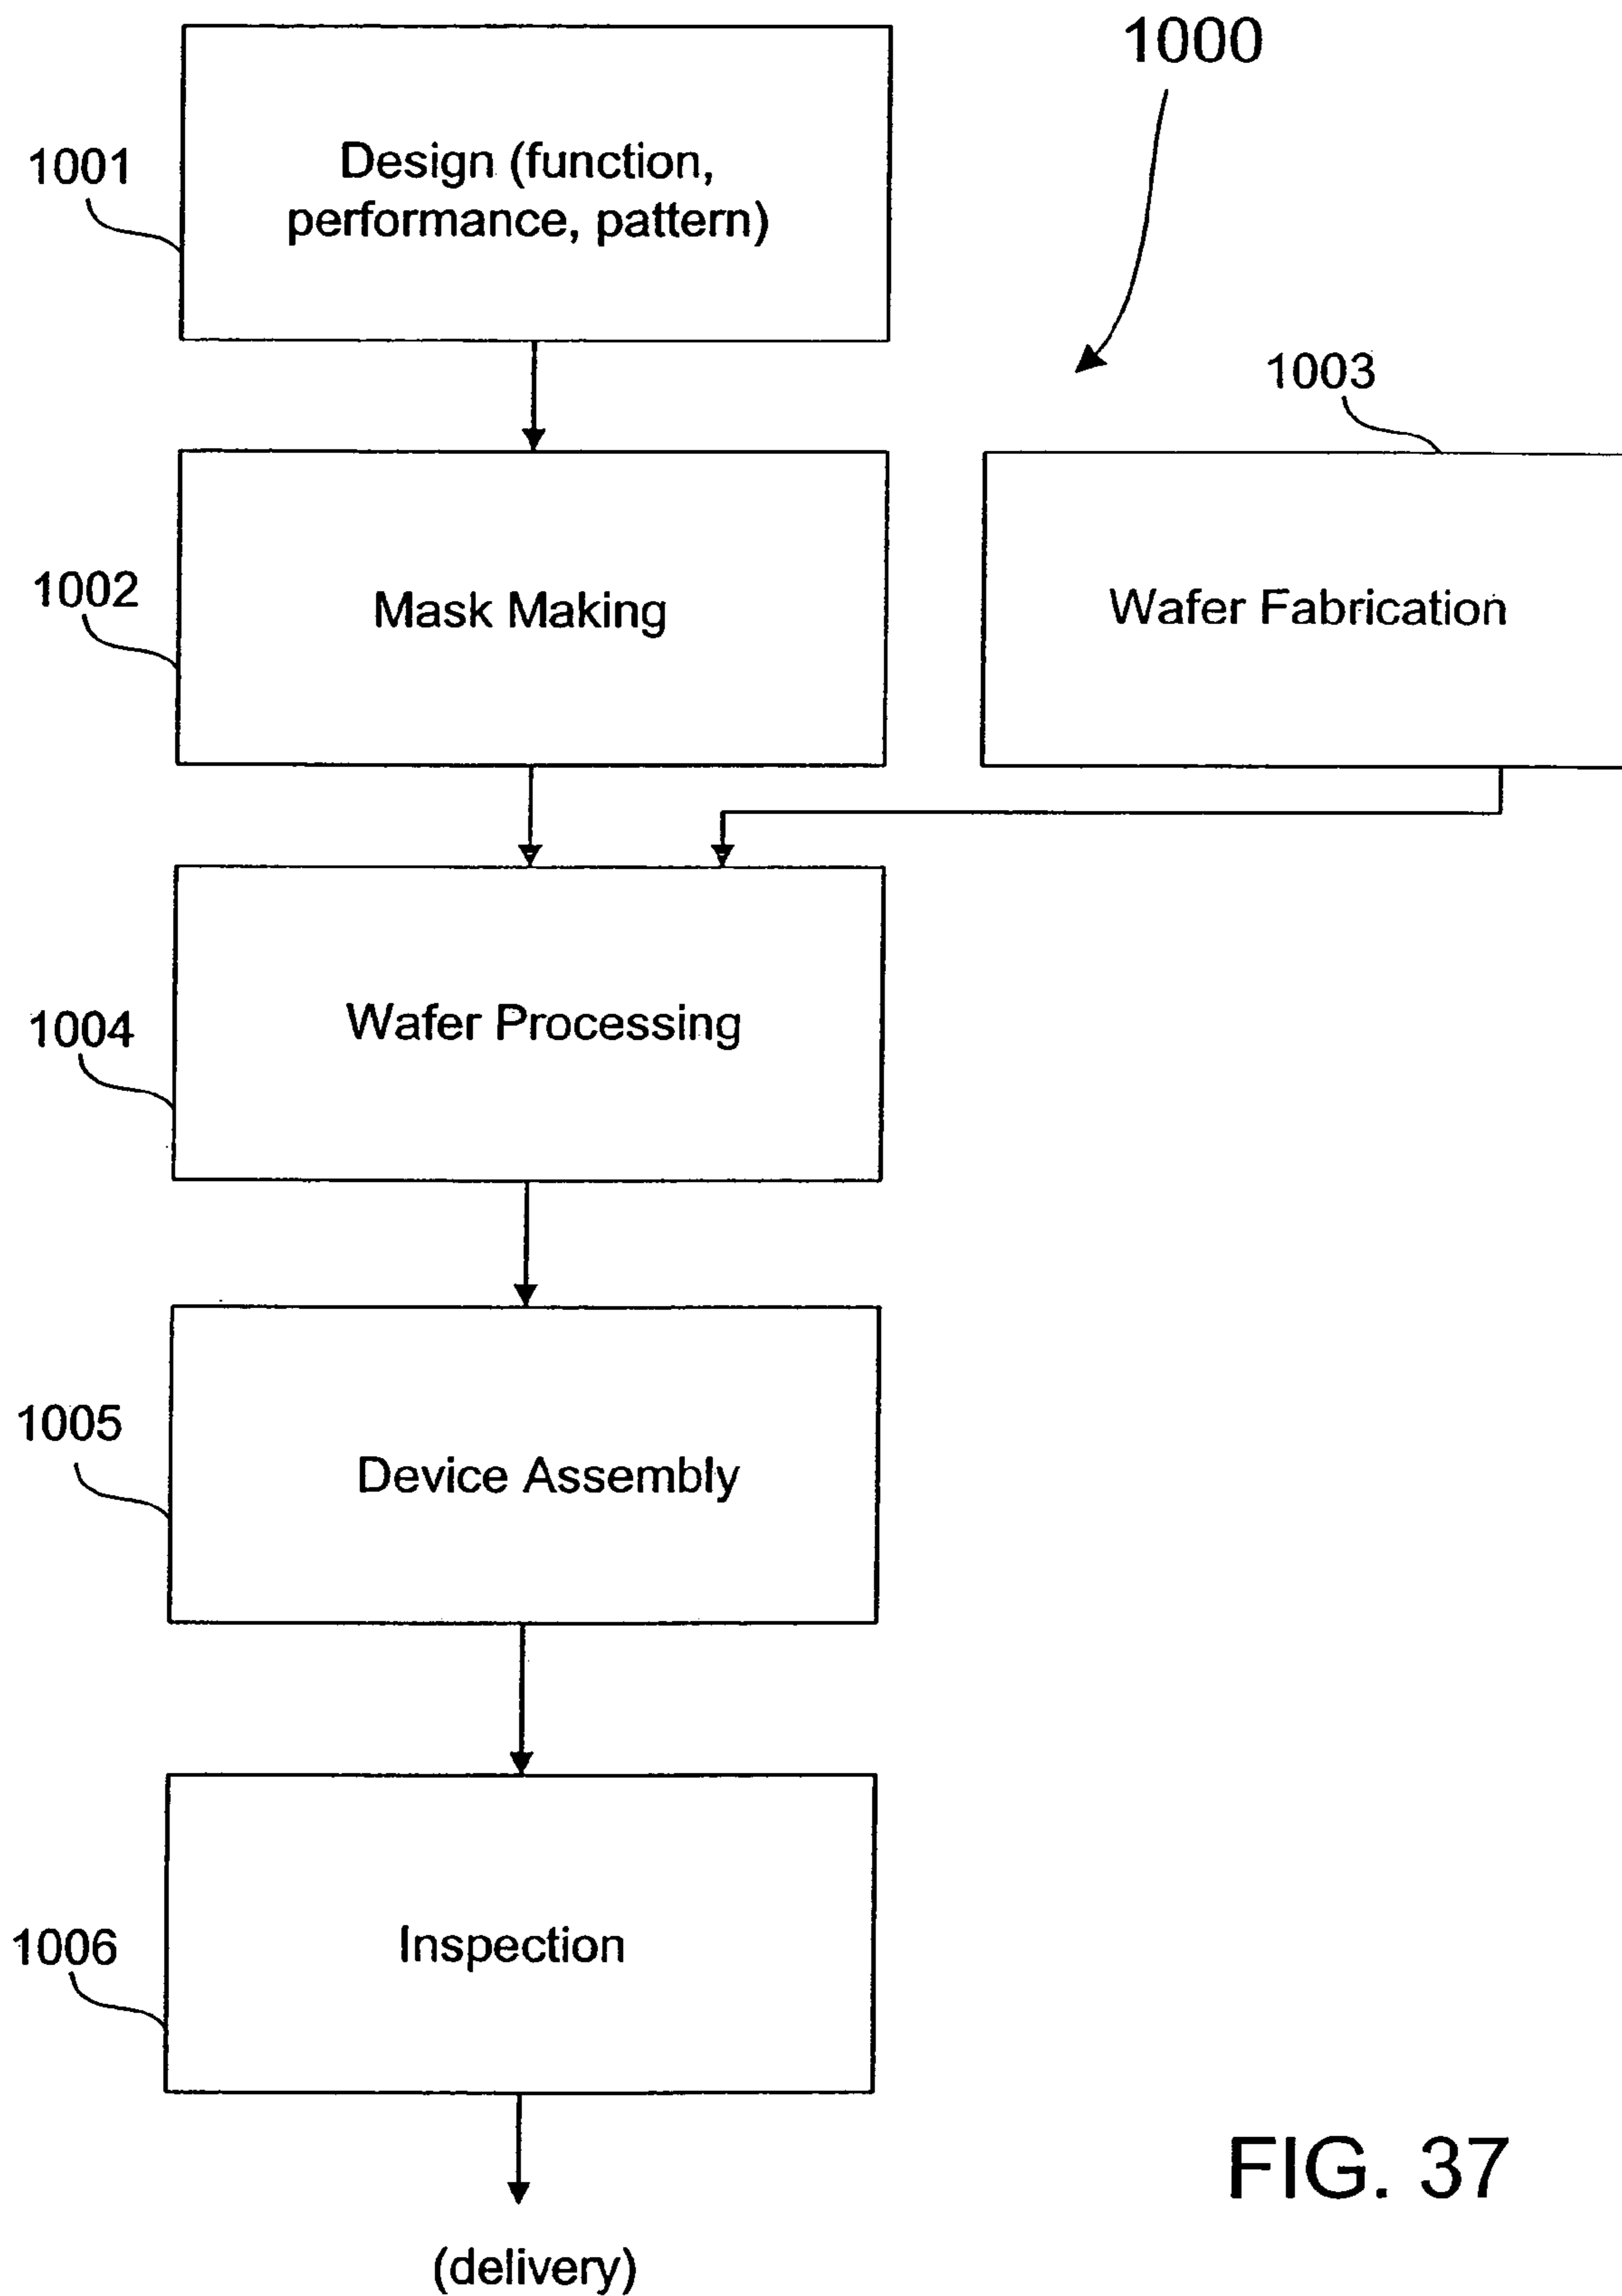 1000
1001
Design (function,
performance, pattern)
1003
1002
Mask Making
Wafer Fabrication
1004
Wafer Processing
1005
Device Assembly
1006
Inspection
(delivery)
FIG. 37